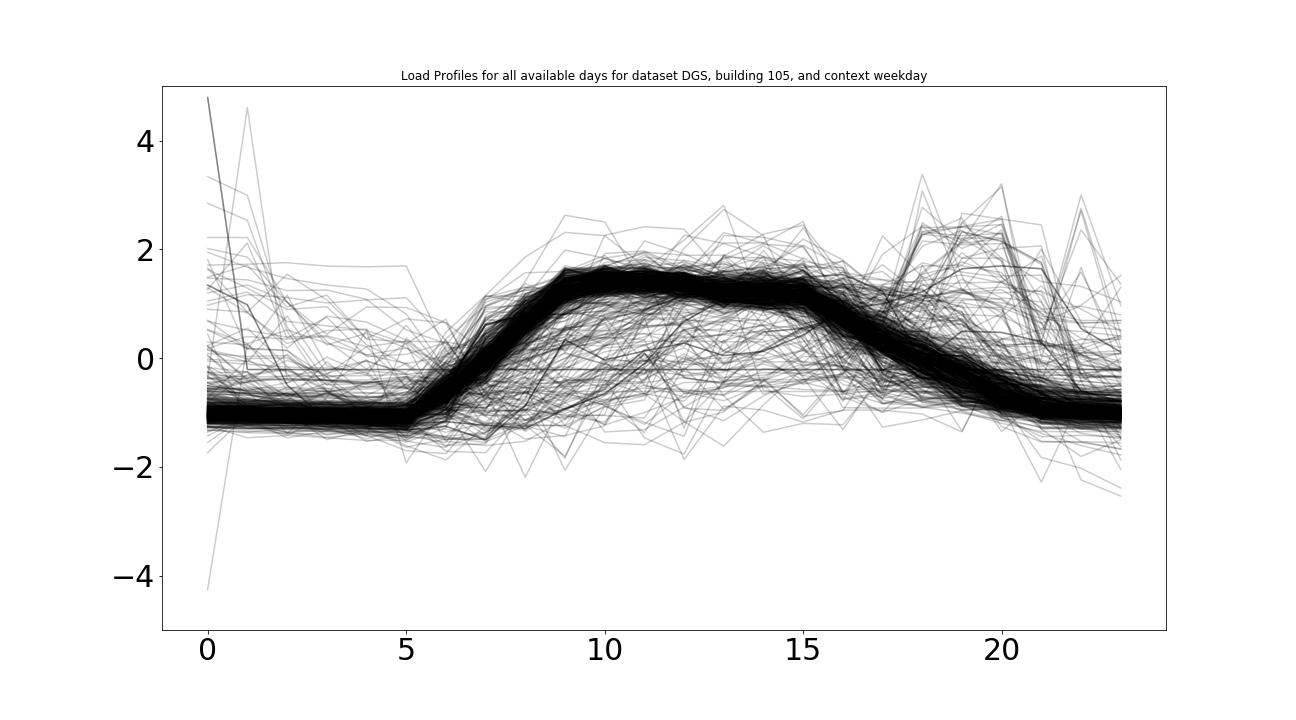 Load Profiles for all available days for dataset DGS, building 105, and context weekday
4
2
0
−2
−4
0 5 10 15 20